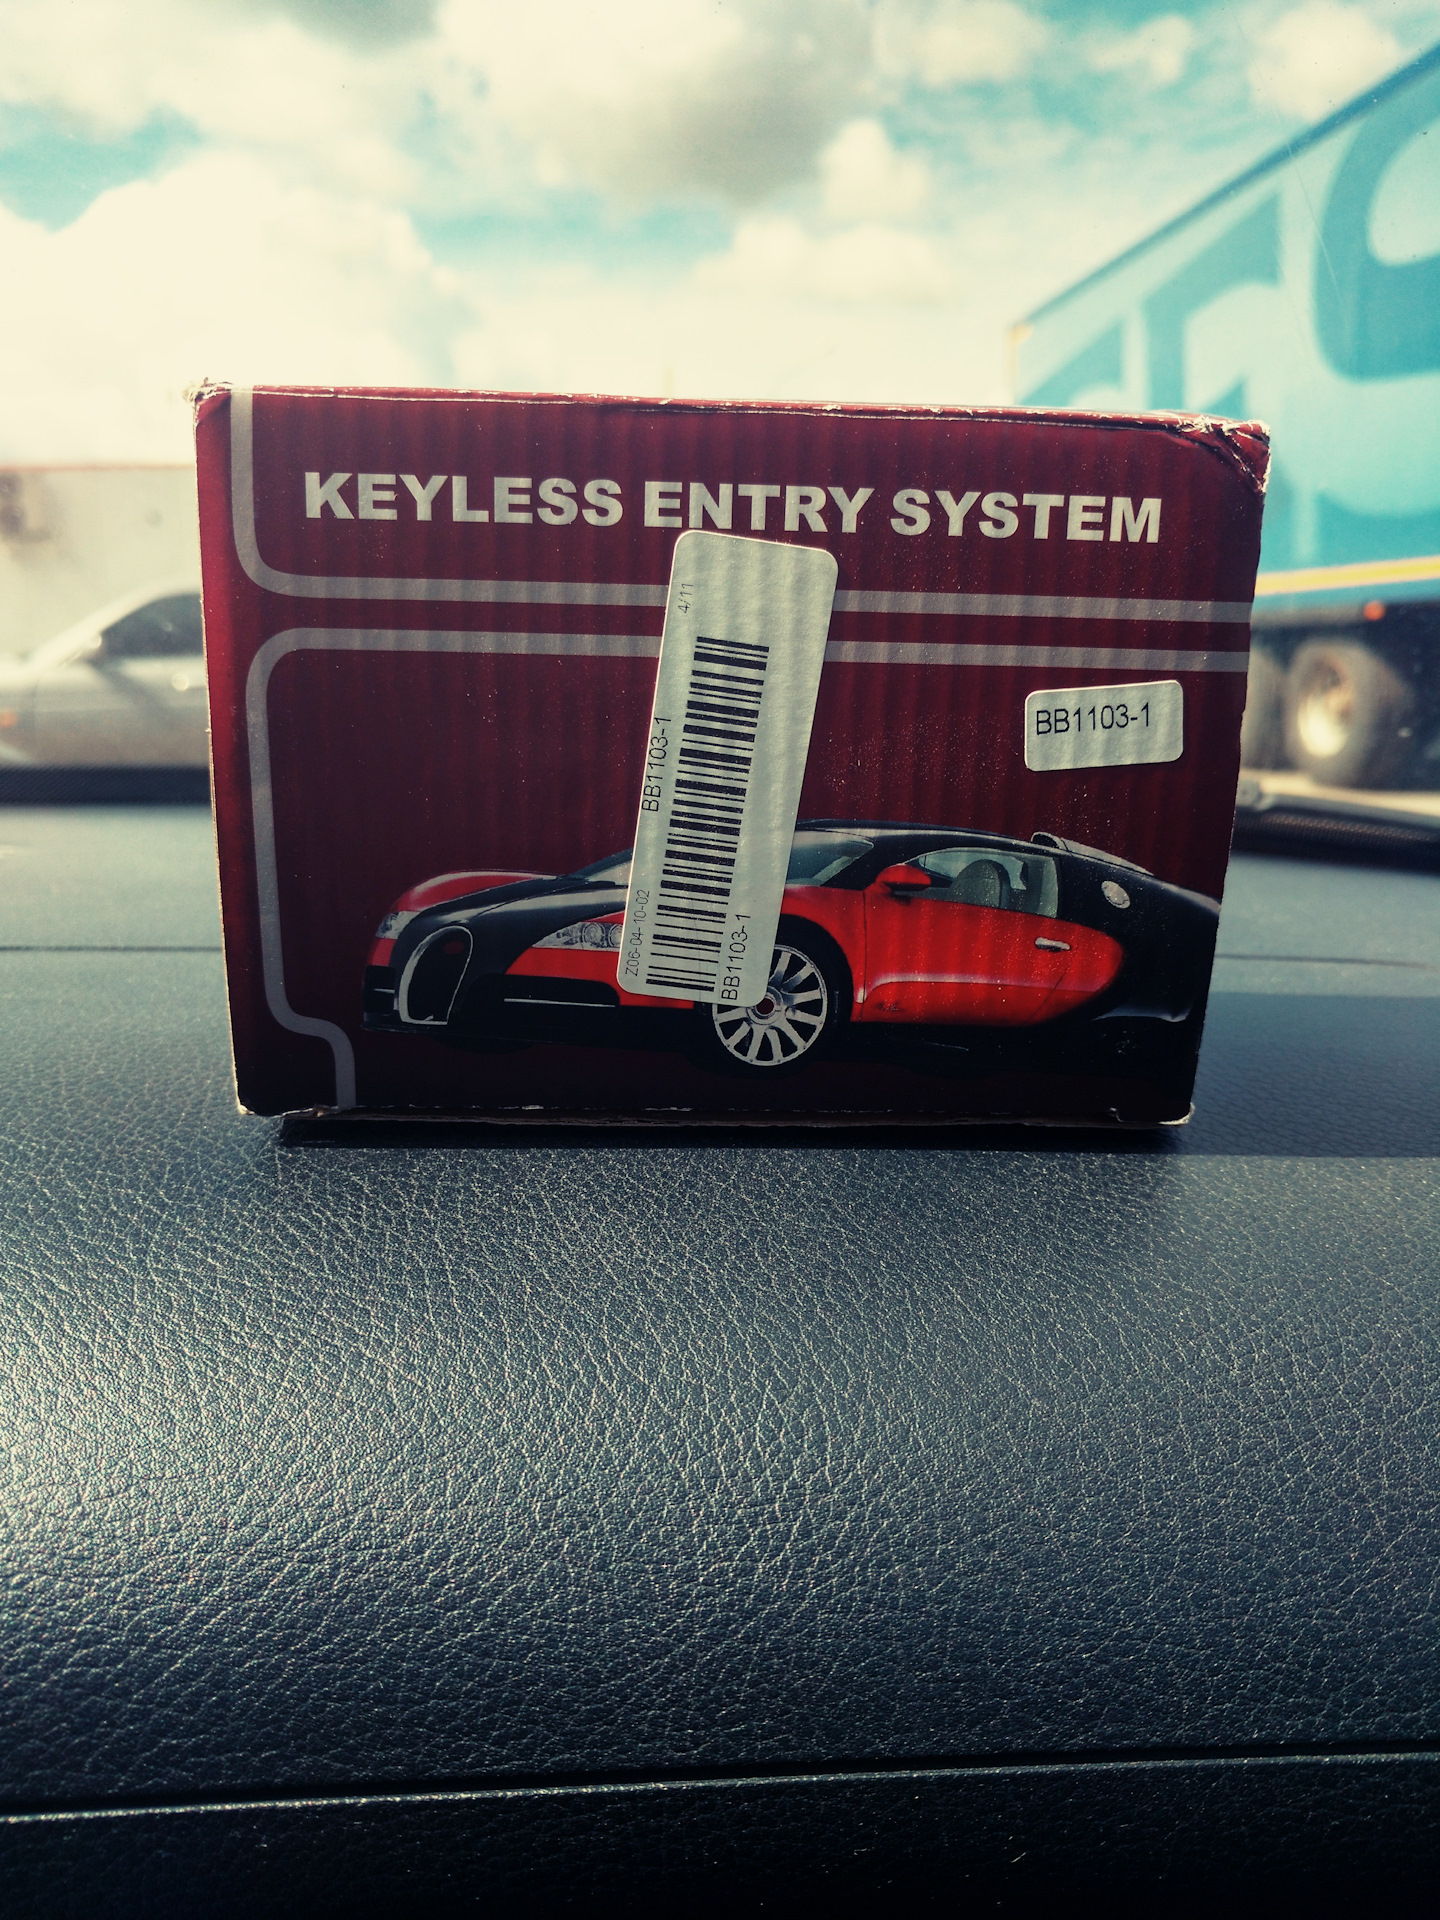 KEYLESS ENTRY SYSTEM
4/11
BB1103-1
Z06-04-10-02
BB1103-1
BB1103-1